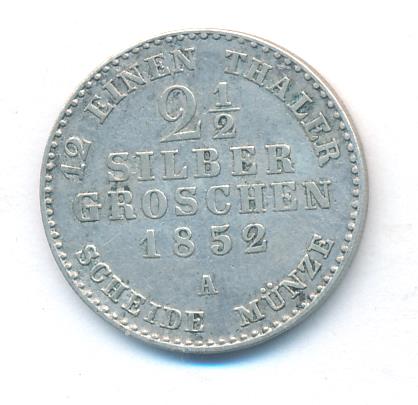 12 EINEN THALER
2 1/2
SILBER
GROSCHEN
1852
A
SCHEIDE MÜNZE